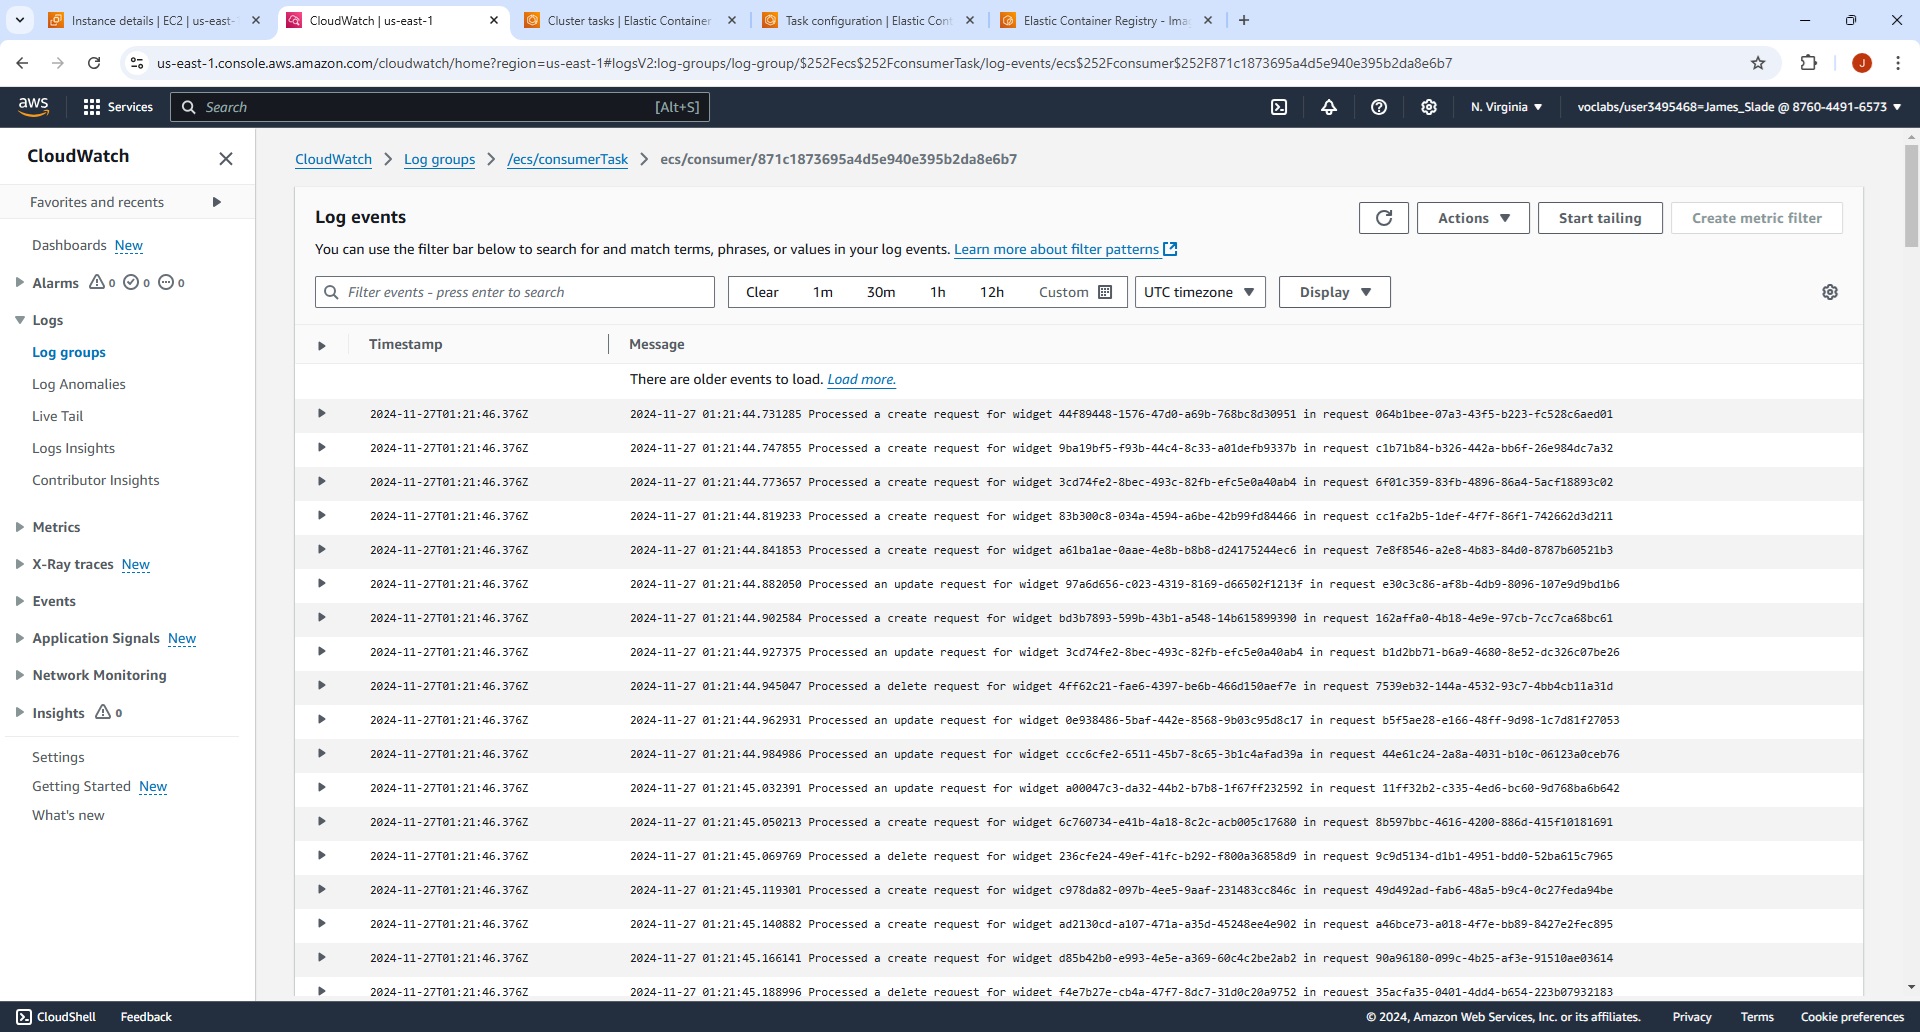 Instance details | EC2 | us-east-
CloudWatch | us-east-1
Cluster tasks | Elastic Container
Task configuration | Elastic Cont
Elastic Container Registry - Ima
us-east-1.console.aws.amazon.com/cloudwatch/home?region=us-east-1#logsV2:log-groups/log-group/$252Fecs$252FconsumerTask/log-events/ecs$252Fconsumer$252F871c1873695a4d5e940e395b2da8e6b7
J
aws
Services
Search
[Alt+S]
N. Virginia
voclabs/user3495468=James_Slade @ 8760-4491-6573
CloudWatch
Favorites and recents
Dashboards New
Alarms 0 0 0
Logs
Log groups
Log Anomalies
Live Tail
Logs Insights
Contributor Insights
Metrics
X-Ray traces New
Events
Application Signals New
Network Monitoring
Insights 0
Settings
Getting Started New
What's new
CloudWatch
Log groups
/ecs/consumerTask
ecs/consumer/871c1873695a4d5e940e395b2da8e6b7
Log events
Actions
Start tailing
Create metric filter
You can use the filter bar below to search for and match terms, phrases, or values in your log events. Learn more about filter patterns
Filter events - press enter to search
Clear 1m 30m 1h 12h Custom
UTC timezone
Display
Timestamp Message
There are older events to load. Load more.
2024-11-27T01:21:46.376Z 2024-11-27 01:21:44.731285 Processed a create request for widget 44f89448-1576-47d0-a69b-768bc8d30951 in request 064b1bee-07a3-43f5-b223-fc528c6aed01
2024-11-27T01:21:46.376Z 2024-11-27 01:21:44.747855 Processed a create request for widget 9ba19bf5-f93b-44c4-8c33-a01defb9337b in request c1b71b84-b326-442a-bb6f-26e984dc7a32
2024-11-27T01:21:46.376Z 2024-11-27 01:21:44.773657 Processed a create request for widget 3cd74fe2-8bec-493c-82fb-efc5e0a40ab4 in request 6f01c359-83fb-4896-86a4-5acf18893c02
2024-11-27T01:21:46.376Z 2024-11-27 01:21:44.819233 Processed a create request for widget 83b300c8-034a-4594-a6be-42b99fd84466 in request cc1fa2b5-1def-4f7f-86f1-742662d3d211
2024-11-27T01:21:46.376Z 2024-11-27 01:21:44.841853 Processed a create request for widget a61ba1ae-0aae-4e8b-b8b8-d24175244ec6 in request 7e8f8546-a2e8-4b83-84d0-8787b60521b3
2024-11-27T01:21:46.376Z 2024-11-27 01:21:44.882050 Processed an update request for widget 97a6d656-c023-4319-8169-d66502f1213f in request e30c3c86-af8b-4db9-8096-107e9d9bd1b6
2024-11-27T01:21:46.376Z 2024-11-27 01:21:44.902584 Processed a create request for widget bd3b7893-599b-43b1-a548-14b615899390 in request 162affa0-4b18-4e9e-97cb-7cc7ca68bc61
2024-11-27T01:21:46.376Z 2024-11-27 01:21:44.927375 Processed an update request for widget 3cd74fe2-8bec-493c-82fb-efc5e0a40ab4 in request b1d2bb71-b6a9-4680-8e52-dc326c07be26
2024-11-27T01:21:46.376Z 2024-11-27 01:21:44.945047 Processed a delete request for widget 4ff62c21-fae6-4397-be6b-466d150aef7e in request 7539eb32-144a-4532-93c7-4bb4cb11a31d
2024-11-27T01:21:46.376Z 2024-11-27 01:21:44.962931 Processed an update request for widget 0e938486-5baf-442e-8568-9b03c95d8c17 in request b5f5ae28-e166-48ff-9d98-1c7d81f27053
2024-11-27T01:21:46.376Z 2024-11-27 01:21:44.984986 Processed an update request for widget ccc6cfe2-6511-45b7-8c65-3b1c4afad39a in request 44e61c24-2a8a-4031-b10c-06123a0ceb76
2024-11-27T01:21:46.376Z 2024-11-27 01:21:45.032391 Processed an update request for widget a00047c3-da32-44b2-b7b8-1f67ff232592 in request 11ff32b2-c335-4ed6-bc60-9d768ba6b642
2024-11-27T01:21:46.376Z 2024-11-27 01:21:45.050213 Processed a create request for widget 6c760734-e41b-4a18-8c2c-acb005c17680 in request 8b597bbc-4616-4200-886d-415f10181691
2024-11-27T01:21:46.376Z 2024-11-27 01:21:45.069769 Processed a delete request for widget 236cfe24-49ef-41fc-b292-f800a36858d9 in request 9c9d5134-d1b1-4951-bdd0-52ba615c7965
2024-11-27T01:21:46.376Z 2024-11-27 01:21:45.119301 Processed a create request for widget c978da82-097b-4ee5-9aaf-231483cc846c in request 49d492ad-fab6-48a5-b9c4-0c27feda94be
2024-11-27T01:21:46.376Z 2024-11-27 01:21:45.140882 Processed a create request for widget ad2130cd-a107-471a-a35d-45248ee4e902 in request a46bce73-a018-4f7e-bb89-8427e2fec895
2024-11-27T01:21:46.376Z 2024-11-27 01:21:45.166141 Processed a create request for widget d85b42b0-e993-4e5e-a369-60c4c2be2ab2 in request 90a96180-099c-4b25-af3e-91510ae03614
2024-11-27T01:21:46.376Z 2024-11-27 01:21:45.188996 Processed a delete request for widget f4e7b27e-cb4a-47f7-8dc7-31d0c20a9752 in request 35acfa35-0401-4dd4-b654-223b07932183
CloudShell
Feedback
© 2024, Amazon Web Services, Inc. or its affiliates.
Privacy
Terms
Cookie preferences